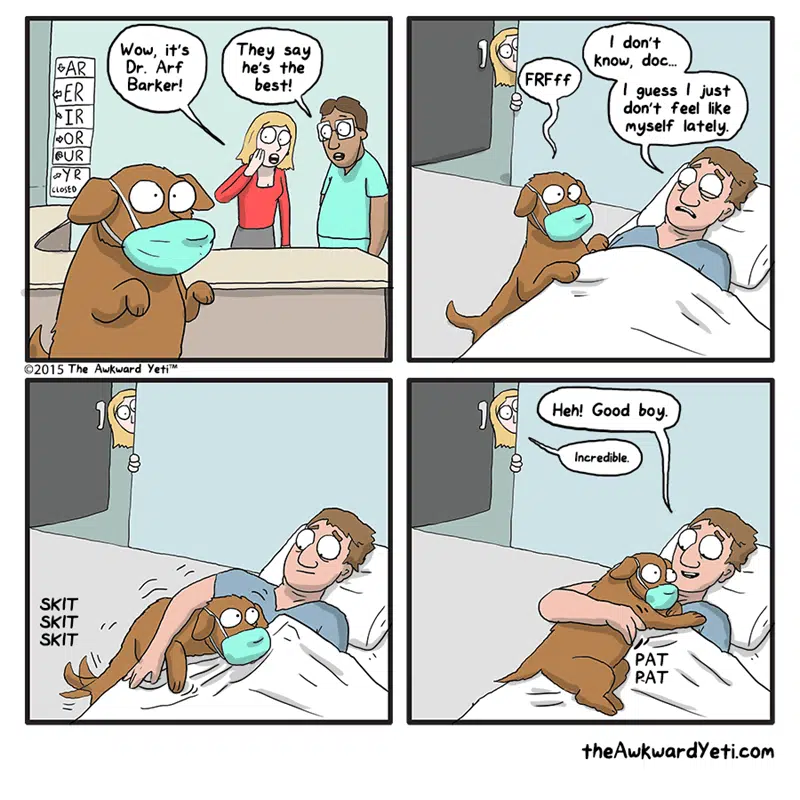 AR
ER
IR
OR
UR
YR
CLOSED
Wow, it's
Dr. Arf
Barker!
They say
he's the
best!
©2015 The Awkward Yeti™
FRFff
I don't
know, doc...
I guess I just
don't feel like
myself lately.
SKIT
SKIT
SKIT
Heh! Good boy.
Incredible.
PAT
PAT
theAwkwardYeti.com